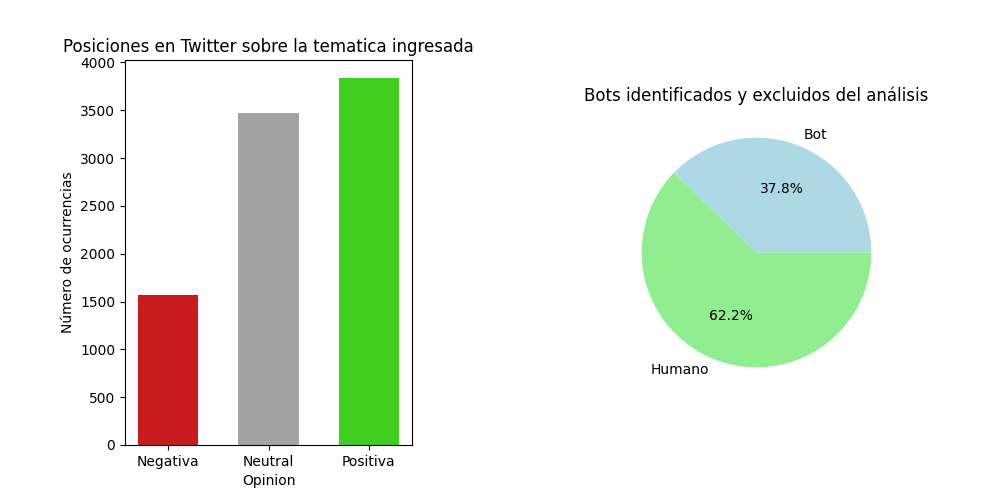 Posiciones en Twitter sobre la tematica ingresada
Número de ocurrencias
4000
3500
3000
2500
2000
1500
1000
500
0
Negativa
Neutral
Positiva
Opinion
Bots identificados y excluidos del análisis
Bot
37.8%
62.2%
Humano